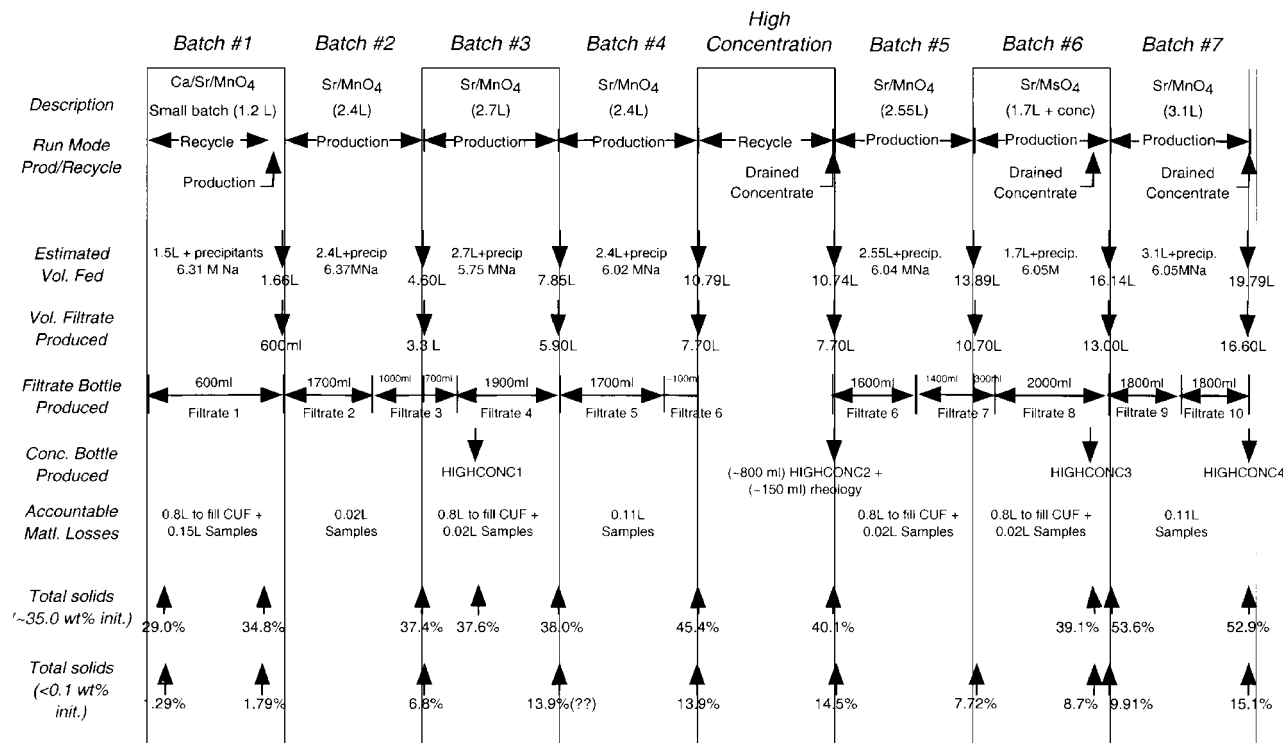 High
Batch #1 Batch #2 Batch #3 Batch #4 Concentration Batch #5 Batch #6 Batch #7
Ca/Sr/MnO4 Sr/MnO4 Sr/MnO4 Sr/MnO4 Sr/MnO4 Sr/MsO4 Sr/MnO4
Description Small batch (1.2 L) (2.4L) (2.7L) (2.4L) (2.55L) (1.7L + conc) (3.1L)
Run Mode Recycle Production Production Production Recycle Production Production Production
Prod/Recycle Production Drained Drained Drained
Concentrate Concentrate Concentrate
Estimated 1.5L + precipitants 2.4L+precip 2.7L+precip. 2.4L+precip 2.55L+precip. 1.7L+precip. 3.1L+precip.
Vol. Fed 6.31 M Na 6.37MNa 5.75 MNa 6.02 MNa 6.04 MNa 6.05M 6.05MNa
1.66L 4.60L 7.85L 10.79L 10.74L 13.89L 16.14L 19.79L
Vol. Filtrate
Produced 600ml 3.3 L 5.90L 7.70L 7.70L 10.70L 13.00L 16.60L
Filtrate Bottle 600ml 1700ml 1000ml 700ml 1900ml 1700ml ~100ml 1600ml 1400ml 300ml 2000ml 1800ml 1800ml
Produced Filtrate 1 Filtrate 2 Filtrate 3 Filtrate 4 Filtrate 5 Filtrate 6 Filtrate 6 Filtrate 7 Filtrate 8 Filtrate 9 Filtrate 10
Conc. Bottle
Produced HIGHCONC1 (~800 ml) HIGHCONC2 + HIGHCONC3 HIGHCONC4
(~150 ml) rheology
Accountable 0.8L to fill CUF + 0.02L 0.8L to fill CUF + 0.11L 0.8L to fill CUF + 0.8L to fill CUF + 0.11L
Matl. Losses 0.15L Samples Samples 0.02L Samples Samples 0.02L Samples 0.02L Samples Samples
Total solids
(~35.0 wt% init.) 29.0% 34.8% 37.4% 37.6% 38.0% 45.4% 40.1% 39.1% 53.6% 52.9%
Total solids
(<0.1 wt%
init.) 1.29% 1.79% 6.8% 13.9%(??) 13.9% 14.5% 7.72% 8.7% 9.91% 15.1%